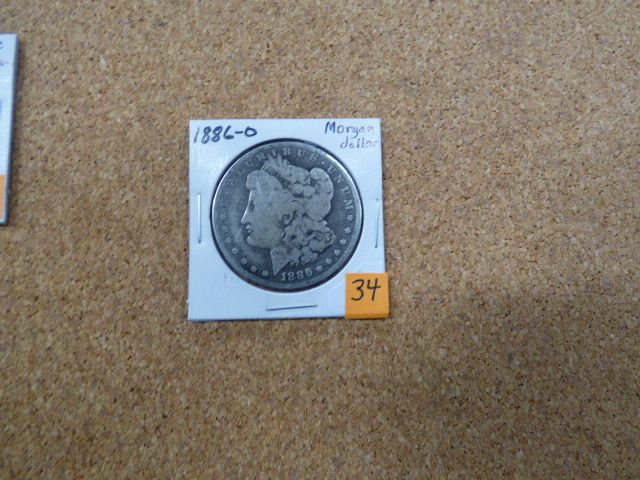 1886-O Morgan
dollar
E·PLURIBUS·UNUM
1886
34